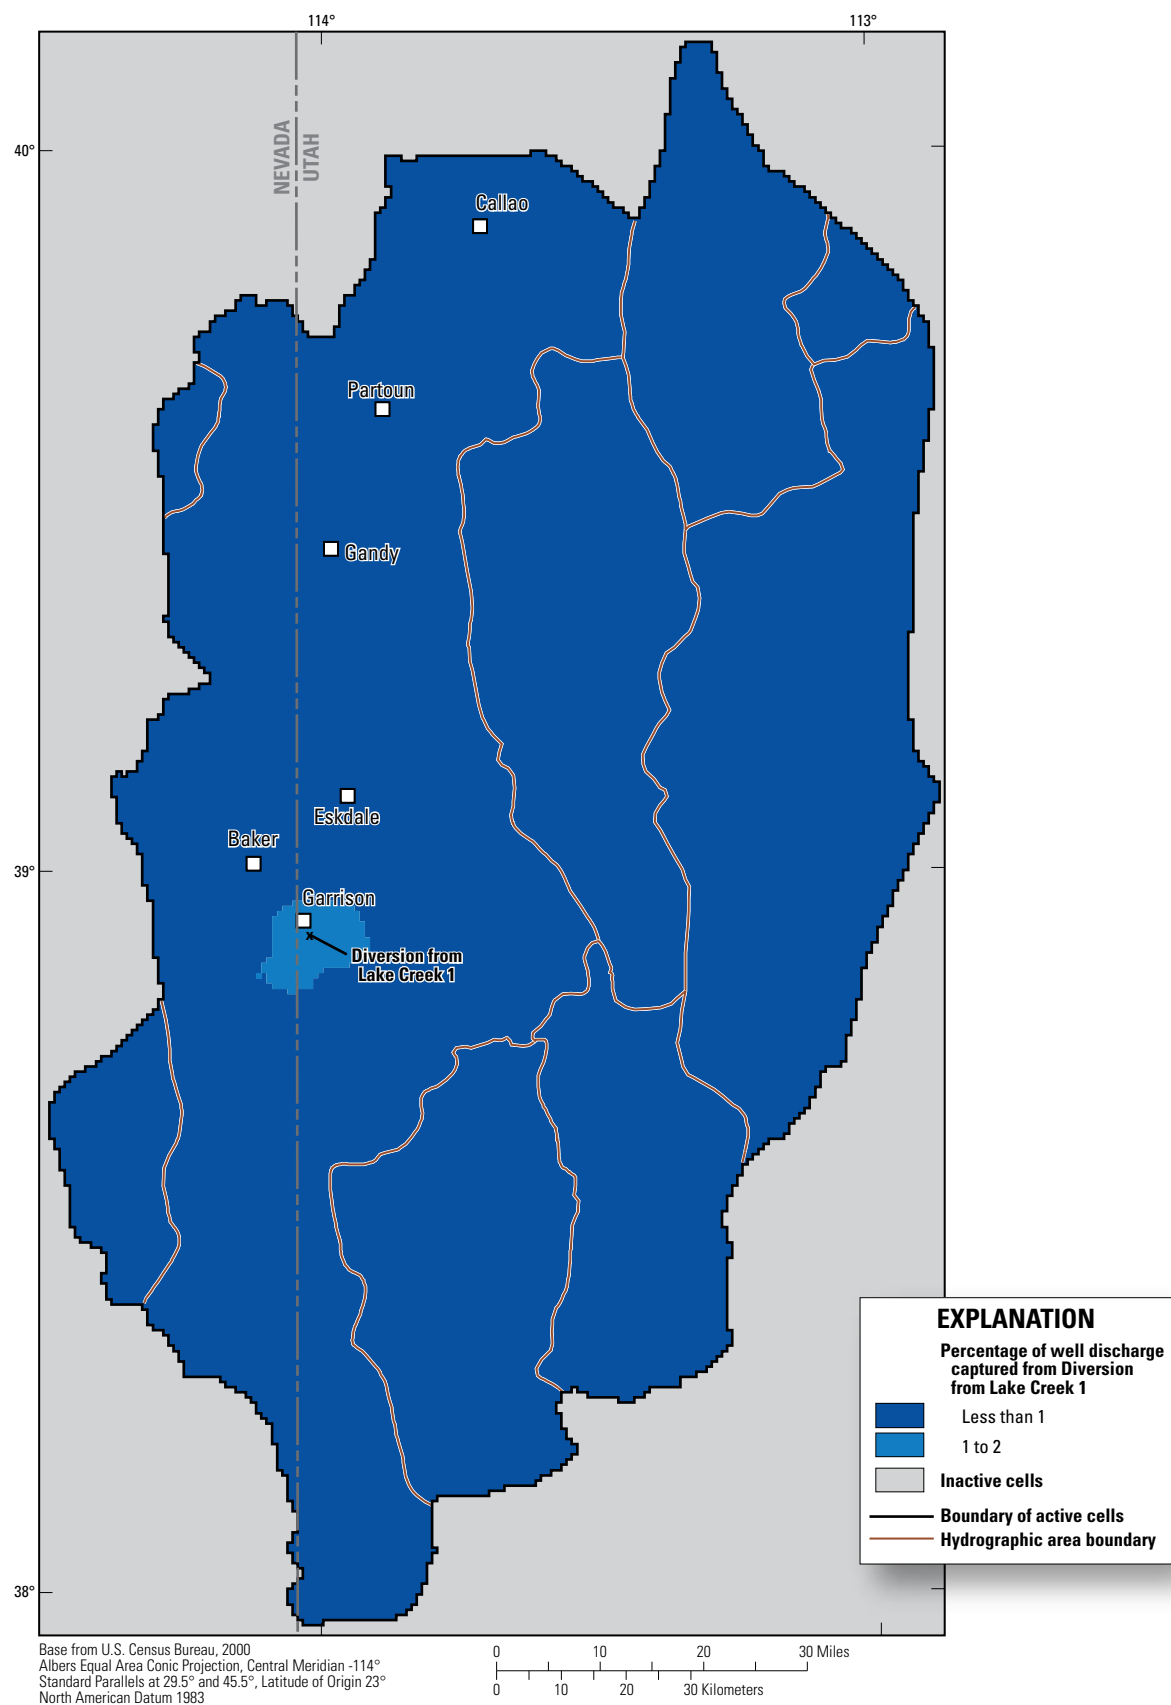 114°
113°
40°
NEVADA
UTAH
Callao
Partoun
Gandy
Eskdale
Baker
39°
Garrison
Diversion from
Lake Creek 1
EXPLANATION
Percentage of well discharge
captured from Diversion
from Lake Creek 1
Less than 1
1 to 2
Inactive cells
Boundary of active cells
Hydrographic area boundary
38°
Base from U.S. Census Bureau, 2000
Albers Equal Area Conic Projection, Central Meridian -114°
Standard Parallels at 29.5° and 45.5°, Latitude of Origin 23°
North American Datum 1983
0 10 20 30 Miles
0 10 20 30 Kilometers